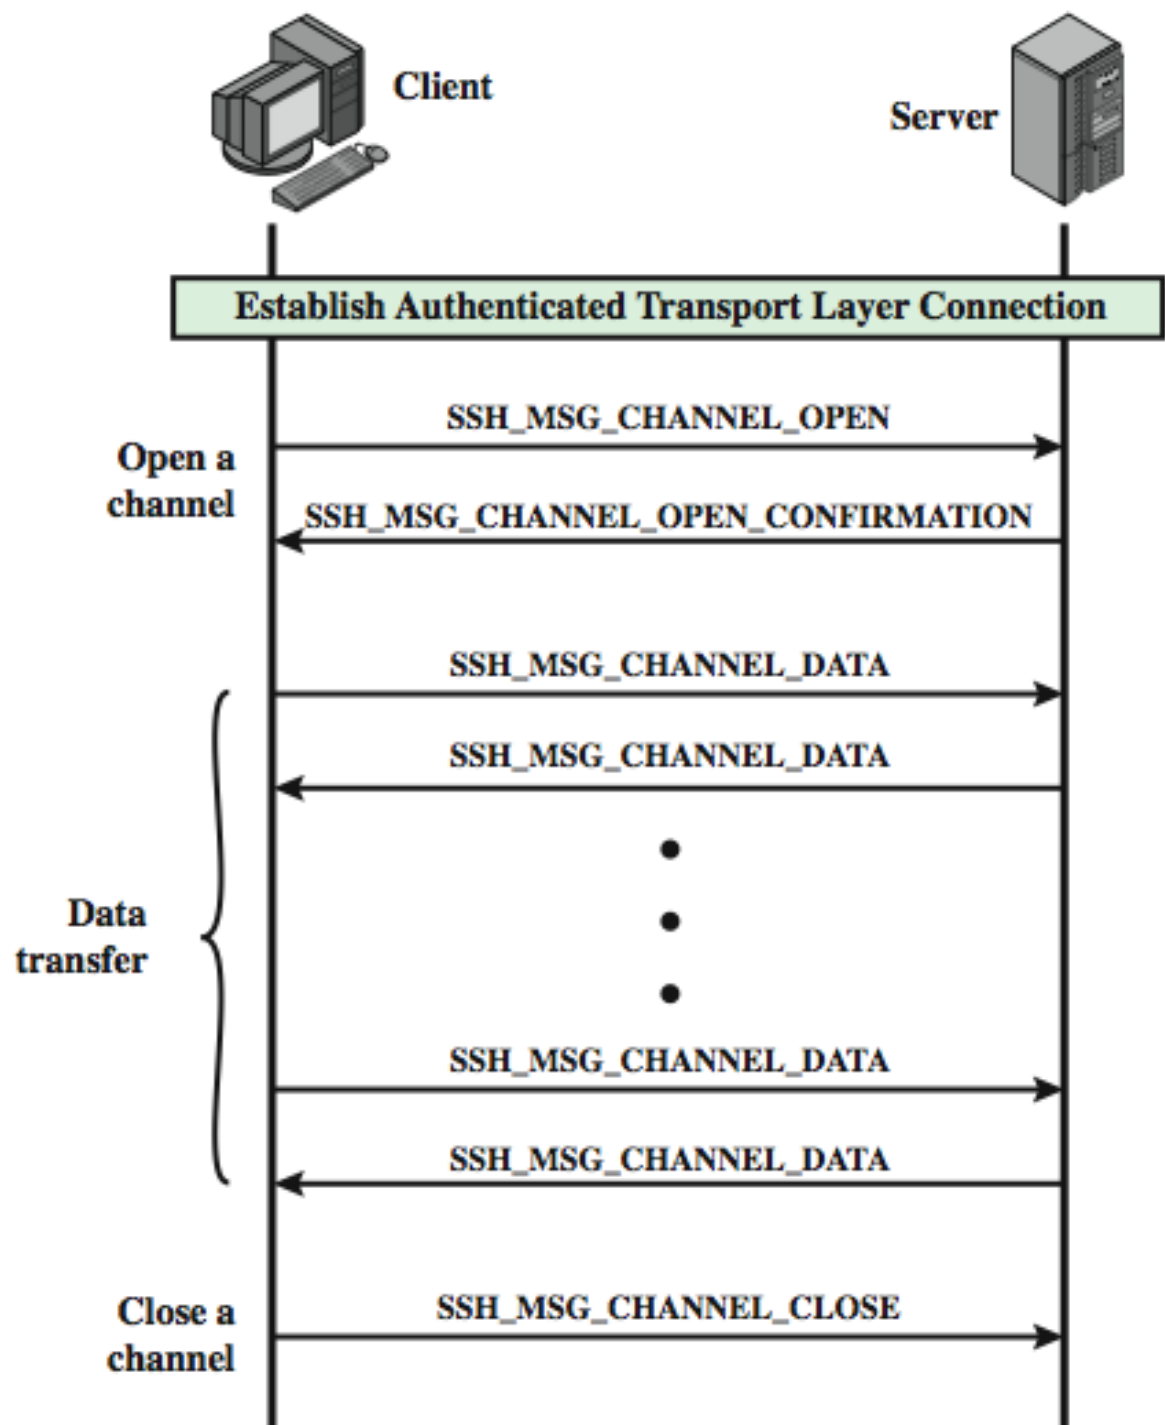 Client
Server
Establish Authenticated Transport Layer Connection
SSH_MSG_CHANNEL_OPEN
Open a
channel
SSH_MSG_CHANNEL_OPEN_CONFIRMATION
SSH_MSG_CHANNEL_DATA
SSH_MSG_CHANNEL_DATA
Data
transfer
SSH_MSG_CHANNEL_DATA
SSH_MSG_CHANNEL_DATA
Close a
channel
SSH_MSG_CHANNEL_CLOSE